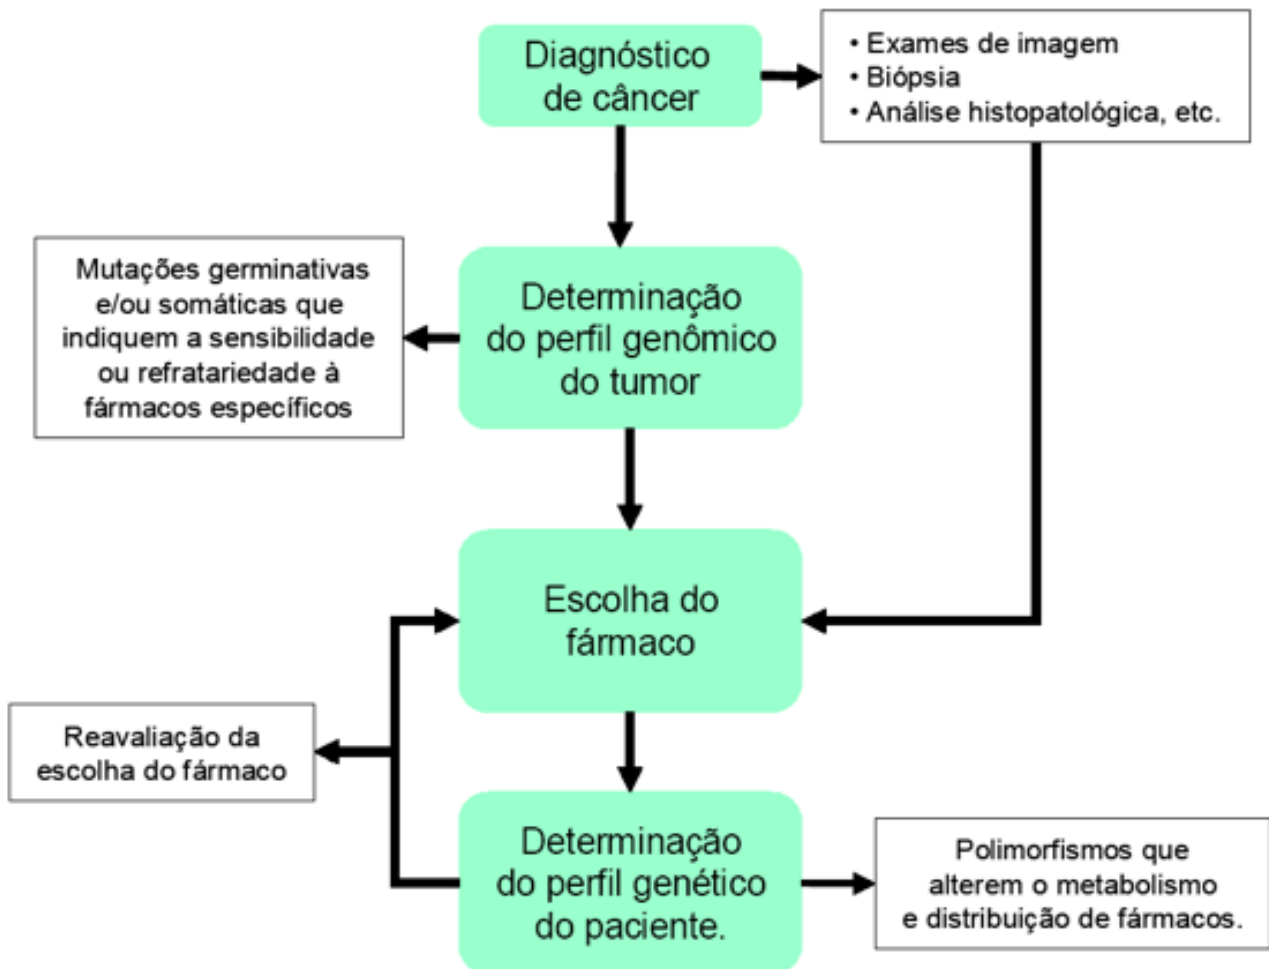 Diagnóstico
de câncer
• Exames de imagem
• Biópsia
• Análise histopatológica, etc.
Mutações germinativas
e/ou somáticas que
indiquem a sensibilidade
ou refratariedade à
fármacos específicos
Determinação
do perfil genômico
do tumor
Escolha do
fármaco
Reavaliação da
escolha do fármaco
Determinação
do perfil genético
do paciente.
Polimorfismos que
alterem o metabolismo
e distribuição de fármacos.